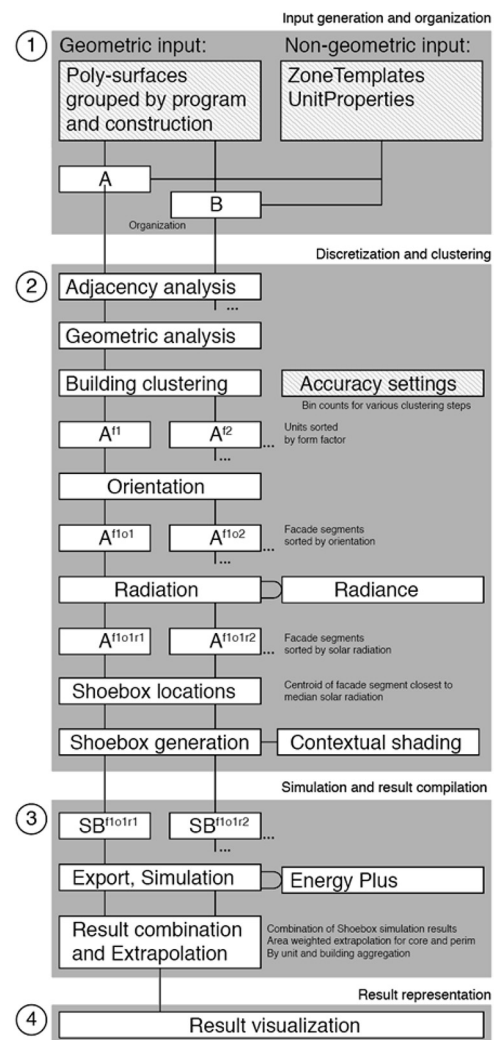 Input generation and organization
1
Geometric input:
Non-geometric input:
Poly-surfaces
grouped by program
and construction
ZoneTemplates
UnitProperties
A
B
Organization
Discretization and clustering
2
Adjacency analysis
...
Geometric analysis
Building clustering
Accuracy settings
Bin counts for various clustering steps
A^f1
A^f2
...
...
Units sorted
by form factor
Orientation
A^f1o1
A^f1o2
...
...
Facade segments
sorted by orientation
Radiation
Radiance
A^f1o1r1
A^f1o1r2
...
Facade segments
sorted by solar radiation
Shoebox locations
Centroid of facade segment closest to
median solar radiation
Shoebox generation
Contextual shading
Simulation and result compilation
3
SB^f1o1r1
SB^f1o1r2
...
...
Export, Simulation
Energy Plus
Result combination
and Extrapolation
Combination of Shoebox simulation results
Area weighted extrapolation for core and perim
By unit and building aggregation
Result representation
4
Result visualization